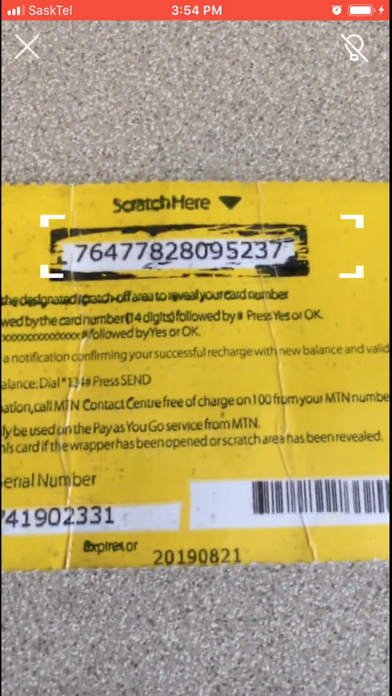 SaskTel 3:54 PM
Scratch Here
76477828095237
the designated scratch-off area to reveal your card number
wed by the card number (14 digits) followed by # Press Yes or OK.
followed by Yes or OK.
a notification confirming your successful recharge with new balance and valid
alance: Dial *124# Press SEND
ation, call MTN Contact Centre free of charge on 100 from your MTN numbe
ly be used on the Pay as You Go service from MTN.
his card if the wrapper has been opened or scratch area has been revealed.
Serial Number
741902331
Expires on
20190821